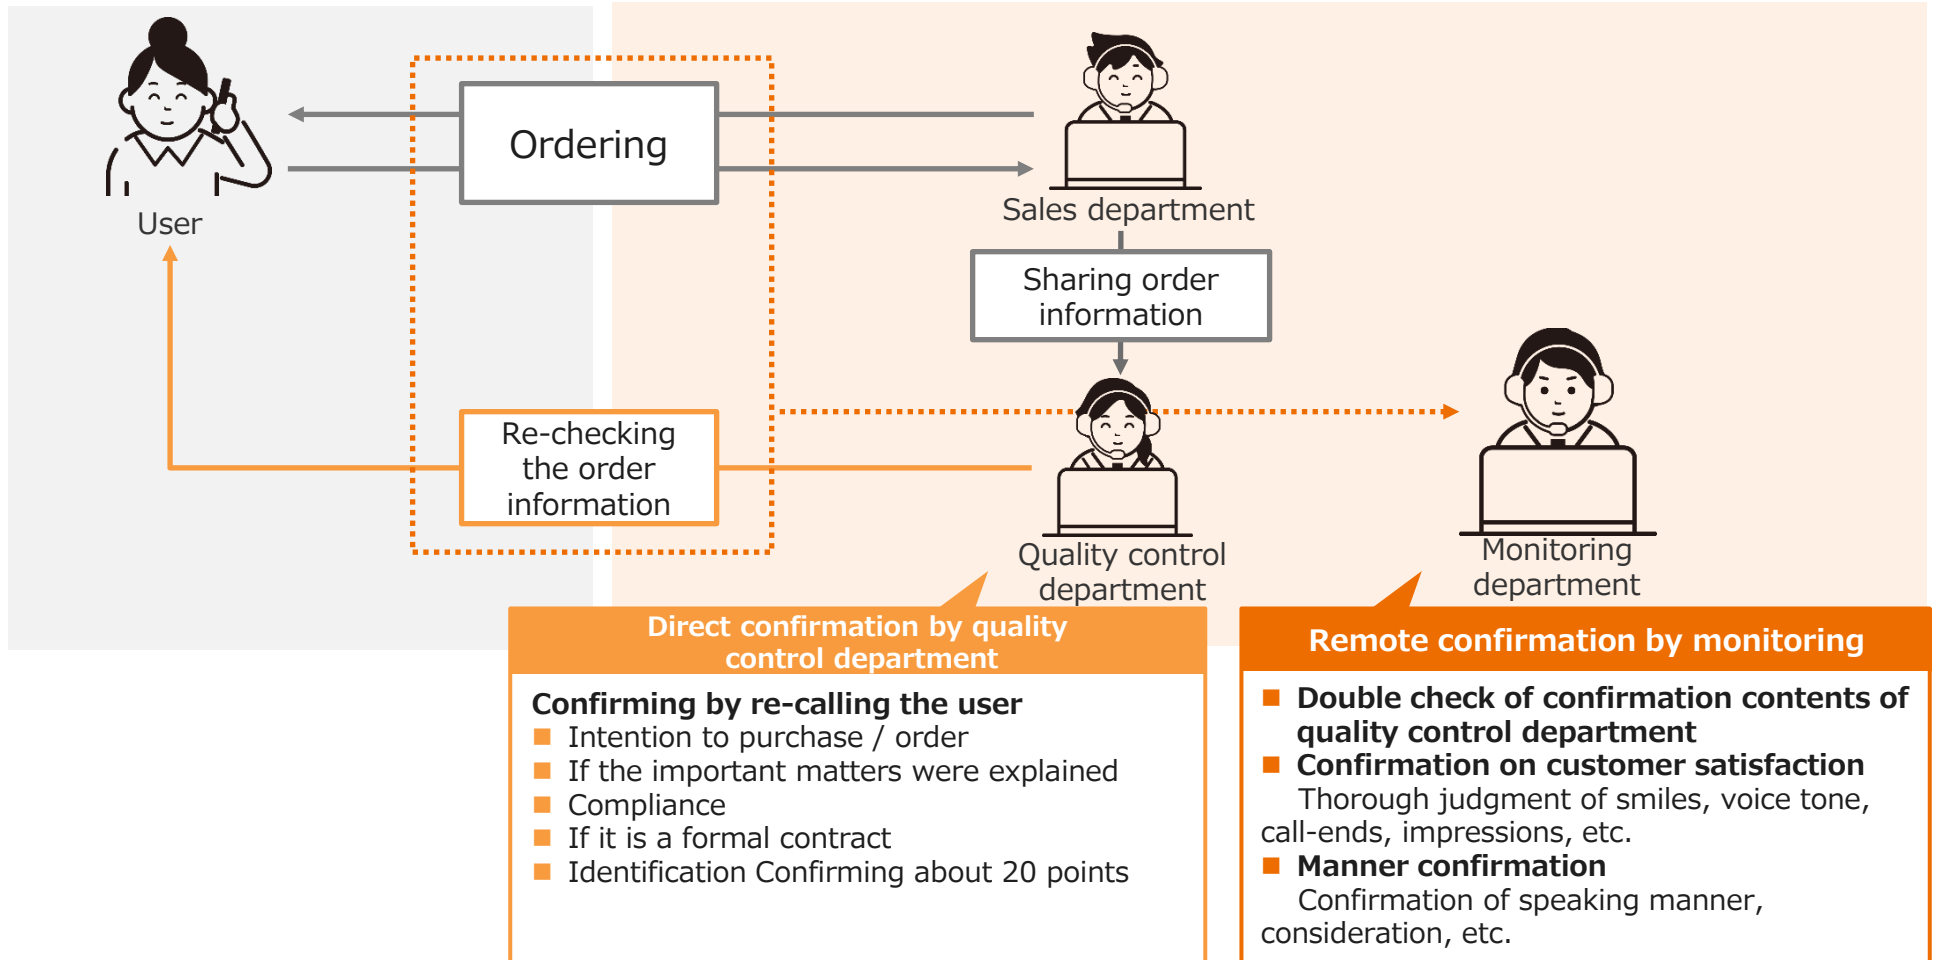 Ordering
User
Sales department
Sharing order
information
Re-checking
the order
information
Quality control
department
Monitoring
department
Direct confirmation by quality
control department
Confirming by re-calling the user
■ Intention to purchase / order
■ If the important matters were explained
■ Compliance
■ If it is a formal contract
■ Identification Confirming about 20 points
Remote confirmation by monitoring
■ Double check of confirmation contents of
quality control department
■ Confirmation on customer satisfaction
Thorough judgment of smiles, voice tone,
call-ends, impressions, etc.
■ Manner confirmation
Confirmation of speaking manner,
consideration, etc.